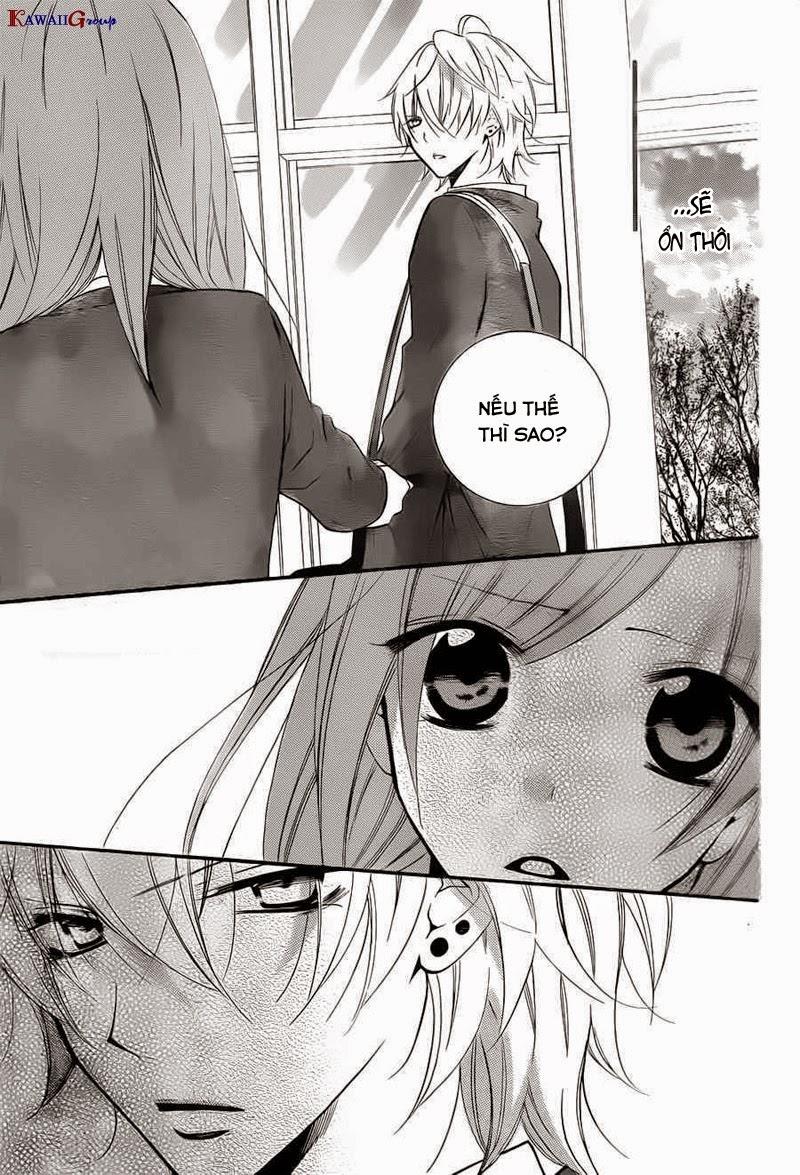 KAWAIIGroup
...SẼ
ỔN THÔI
NẾU THẾ
THÌ SAO?